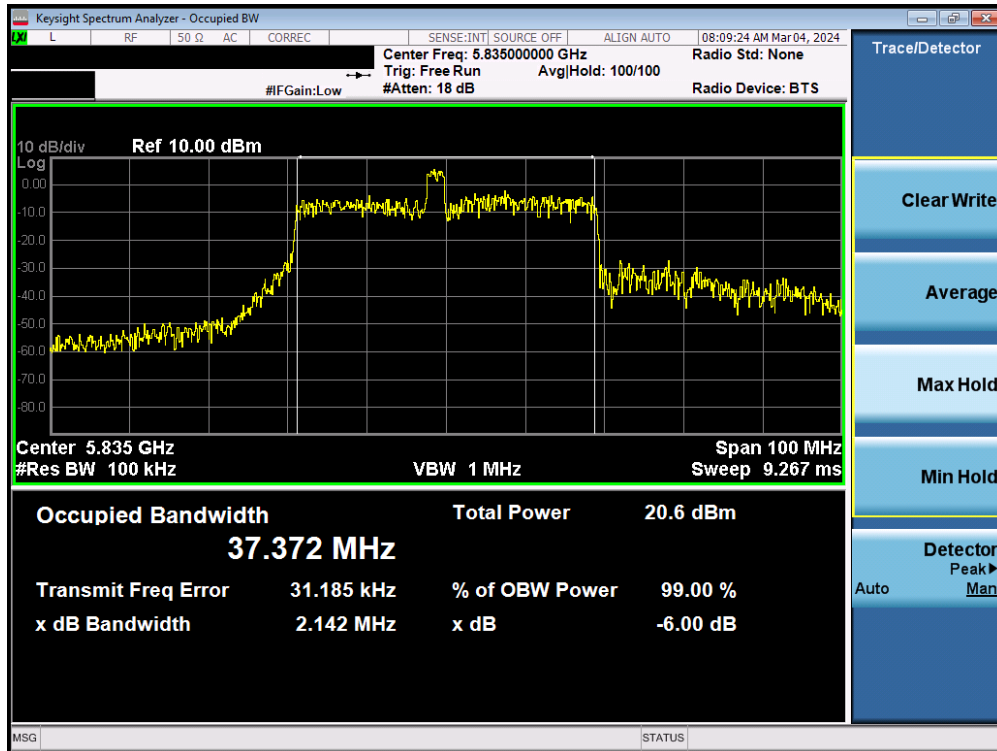 Keysight Spectrum Analyzer - Occupied BW
LXI L RF 50 Ω AC CORREC SENSE:INT SOURCE OFF ALIGN AUTO 08:09:24 AM Mar 04, 2024
Center Freq: 5.835000000 GHz Radio Std: None
Trig: Free Run Avg|Hold: 100/100
#IFGain:Low #Atten: 18 dB Radio Device: BTS
10 dB/div Ref 10.00 dBm
Log
0.00
-10.0
-20.0
-30.0
-40.0
-50.0
-60.0
-70.0
-80.0
Center 5.835 GHz Span 100 MHz
#Res BW 100 kHz VBW 1 MHz Sweep 9.267 ms
Occupied Bandwidth Total Power 20.6 dBm
37.372 MHz
Transmit Freq Error 31.185 kHz % of OBW Power 99.00 %
x dB Bandwidth 2.142 MHz x dB -6.00 dB
MSG STATUS
Trace/Detector
Clear Write
Average
Max Hold
Min Hold
Detector
Peak▶
Auto Man